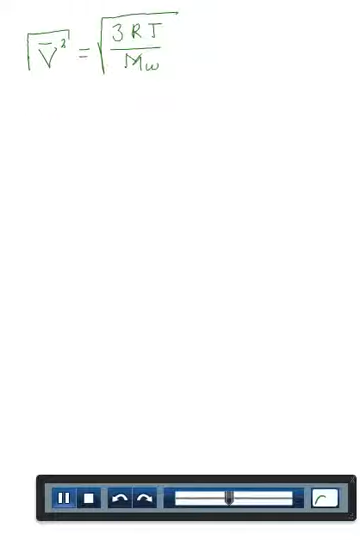 √V̅² = √(3RT/Mw)